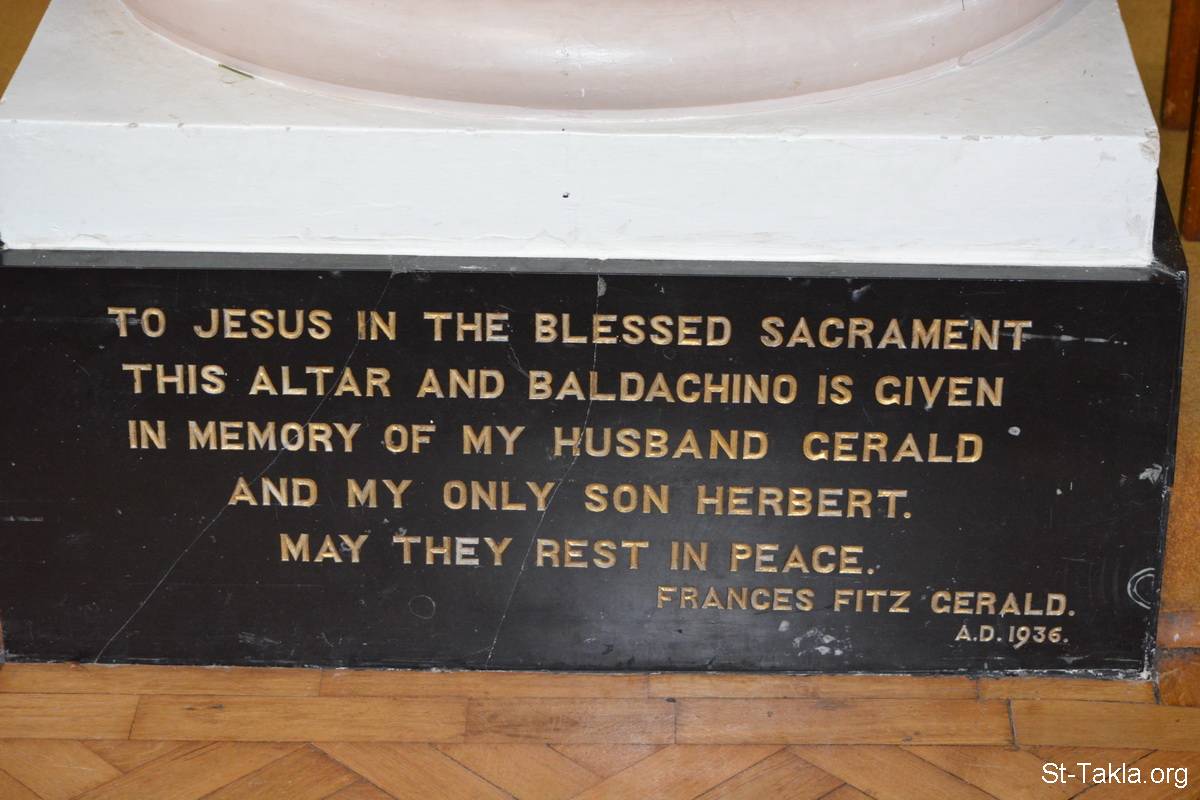 TO JESUS IN THE BLESSED SACRAMENT
THIS ALTAR AND BALDACHINO IS GIVEN
IN MEMORY OF MY HUSBAND GERALD
AND MY ONLY SON HERBERT.
MAY THEY REST IN PEACE.
FRANCES FITZ GERALD.
A.D. 1936.
St-Takla.org